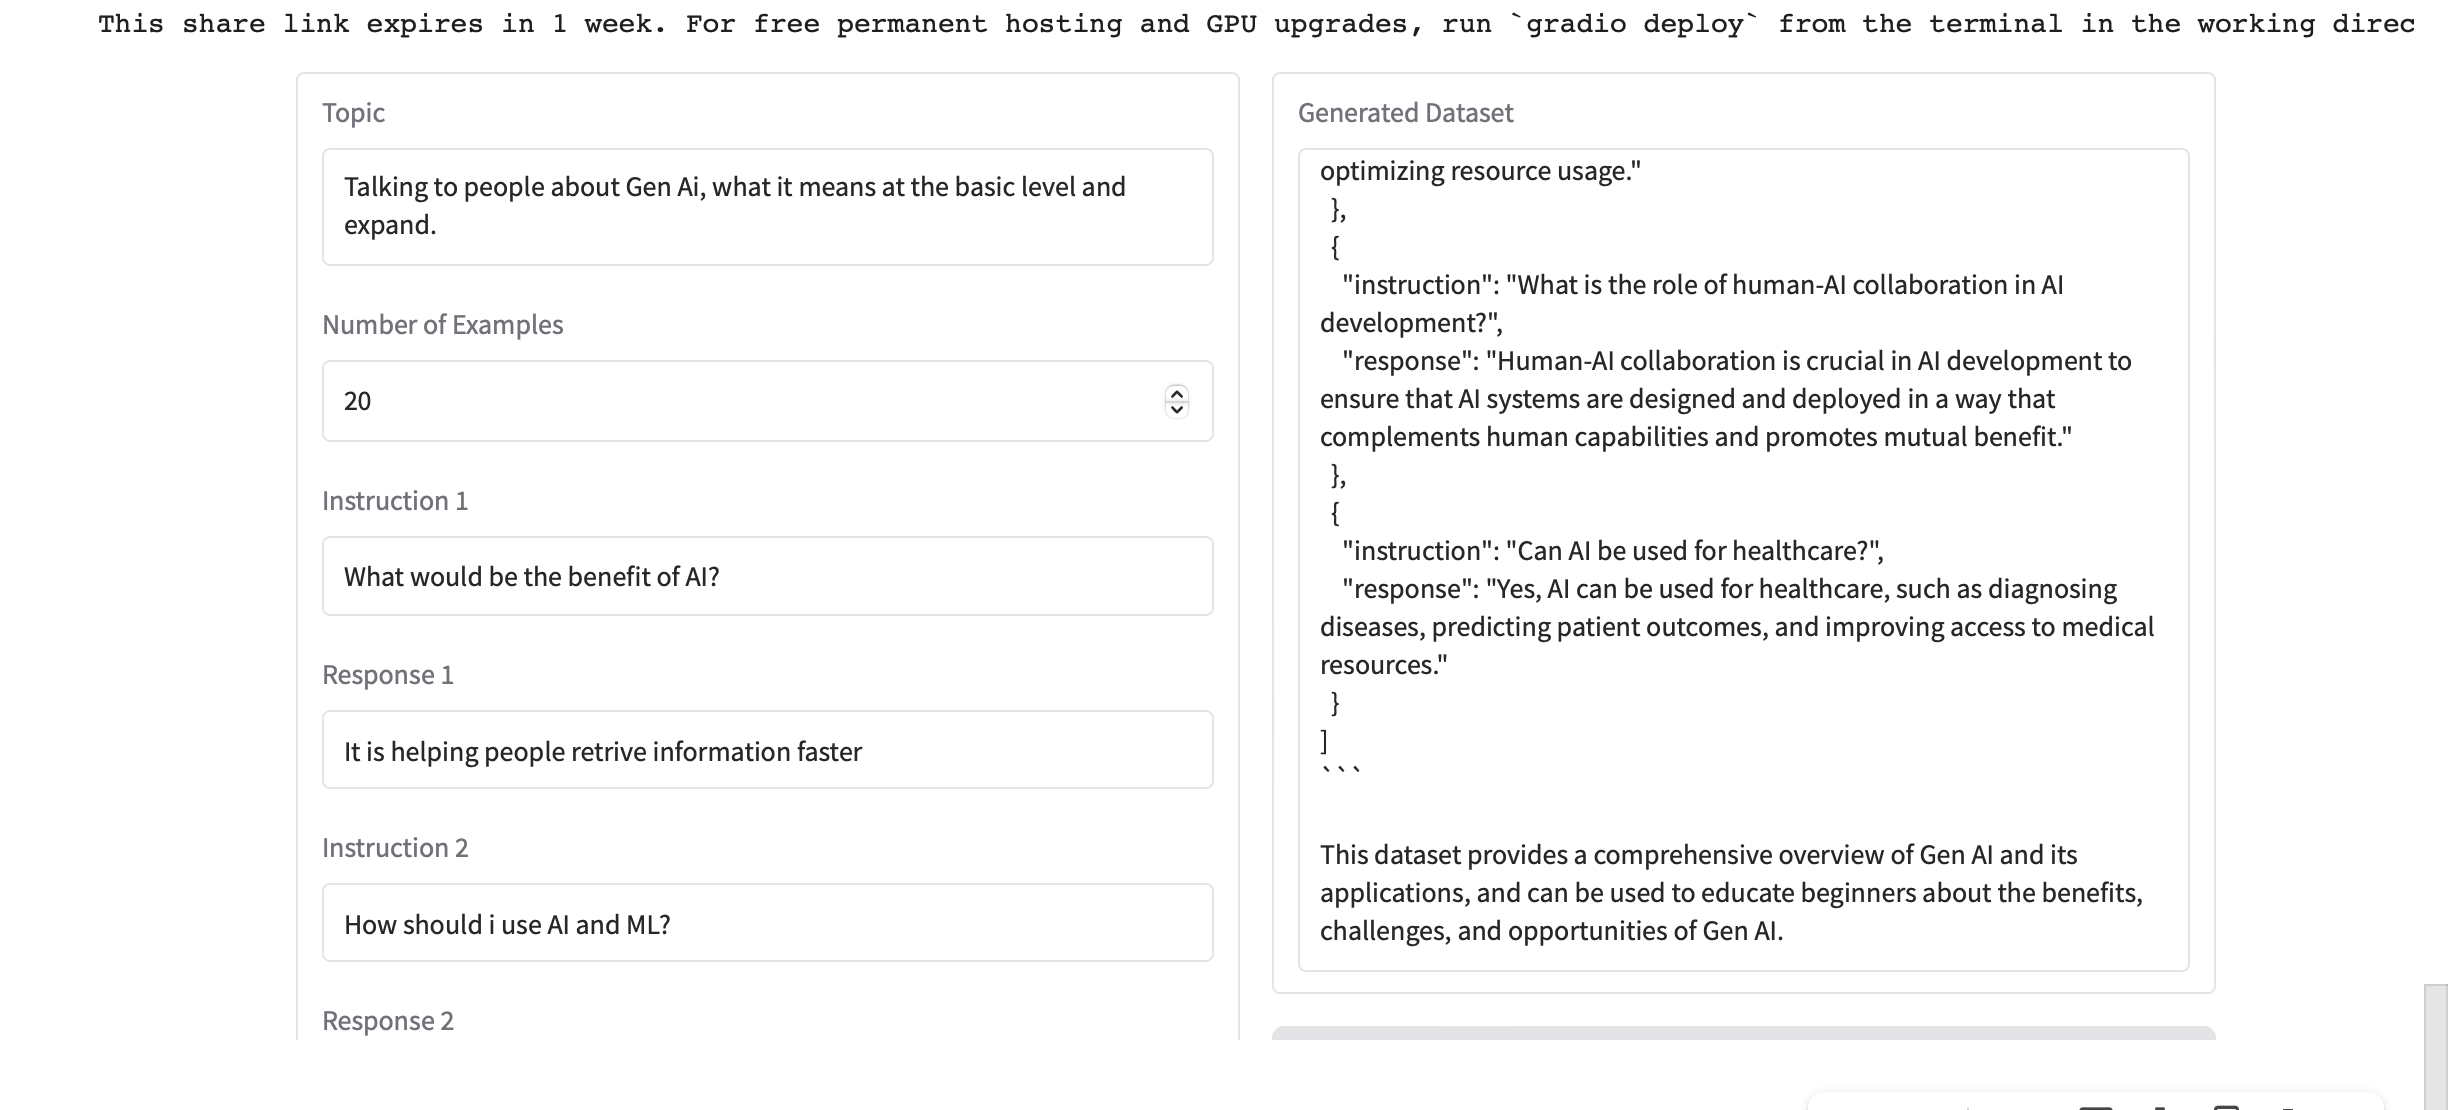 This share link expires in 1 week. For free permanent hosting and GPU upgrades, run `gradio deploy` from the terminal in the working direc
Topic
Talking to people about Gen Ai, what it means at the basic level and
expand.
Number of Examples
20
Instruction 1
What would be the benefit of AI?
Response 1
It is helping people retrive information faster
Instruction 2
How should i use AI and ML?
Response 2
Generated Dataset
optimizing resource usage."
},
{
"instruction": "What is the role of human-AI collaboration in AI
development?",
"response": "Human-AI collaboration is crucial in AI development to
ensure that AI systems are designed and deployed in a way that
complements human capabilities and promotes mutual benefit."
},
{
"instruction": "Can AI be used for healthcare?",
"response": "Yes, AI can be used for healthcare, such as diagnosing
diseases, predicting patient outcomes, and improving access to medical
resources."
}
]
```
This dataset provides a comprehensive overview of Gen AI and its
applications, and can be used to educate beginners about the benefits,
challenges, and opportunities of Gen AI.